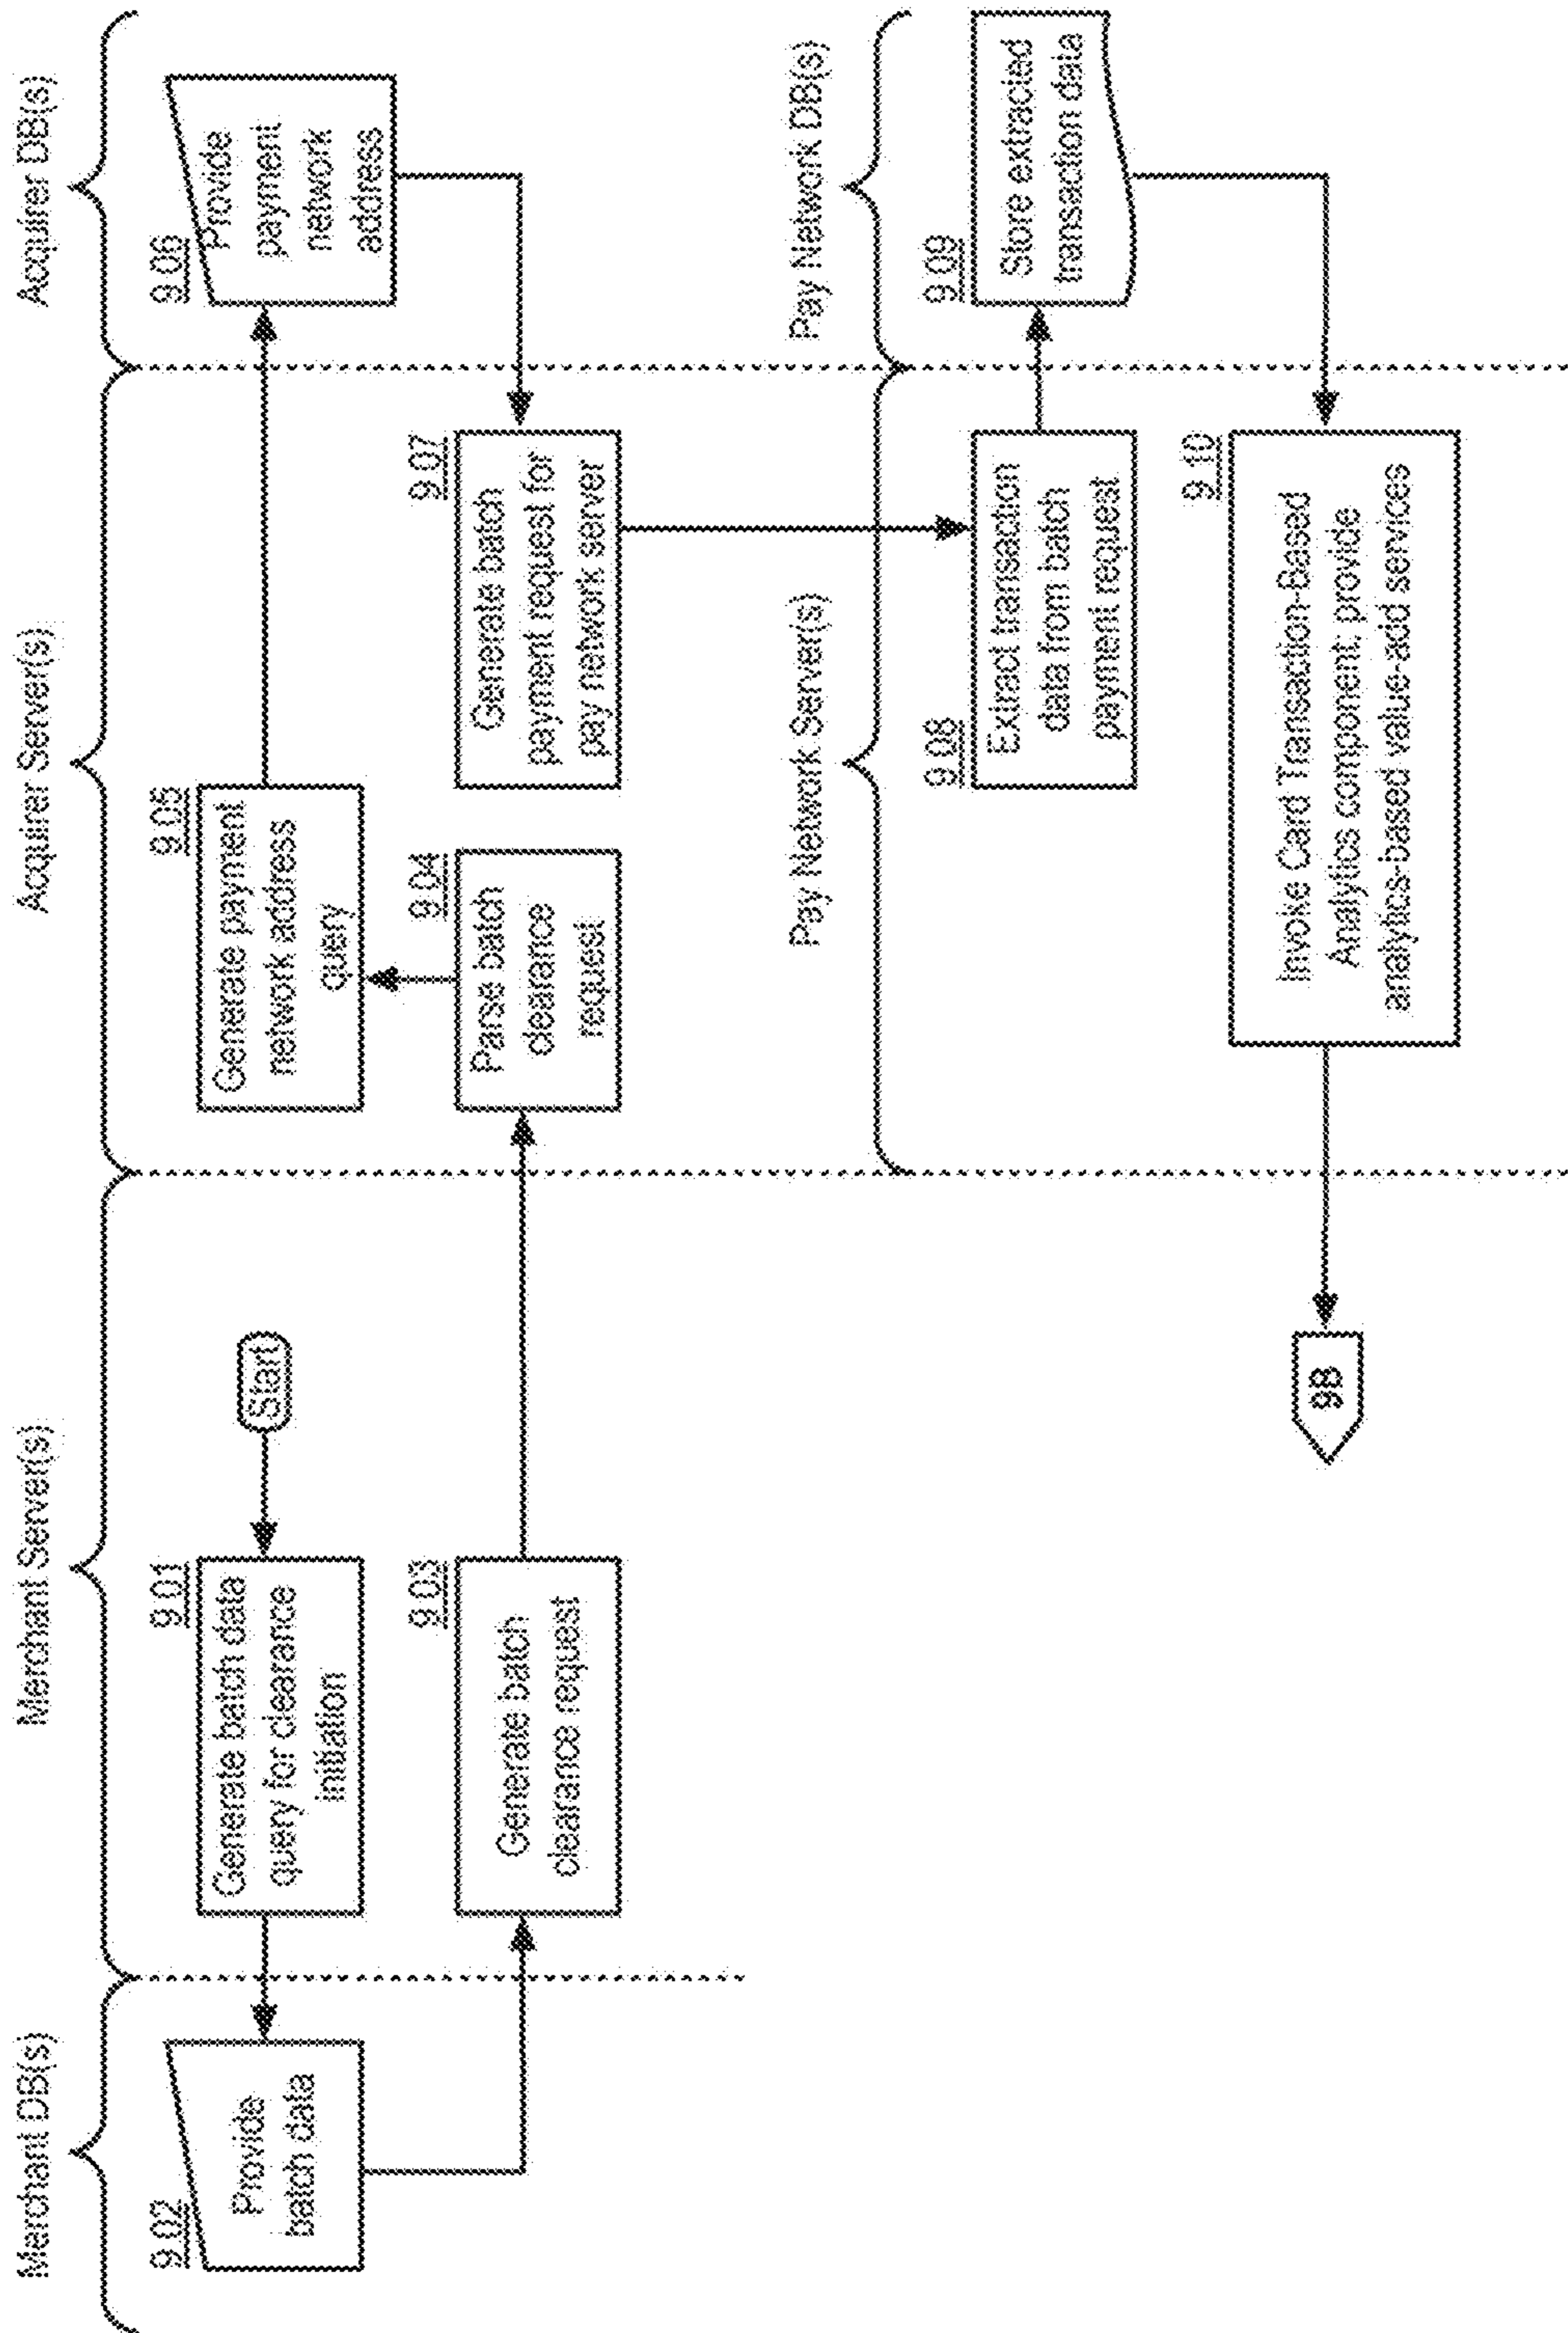 Merchant DB(s)
Merchant Server(s)
Acquirer Server(s)
Acquirer DB(s)
Start
9.01
Generate batch data
query for clearance
initiation
9.02
Provide
batch data
9.03
Generate batch
clearance request
9.04
Parse batch
clearance
request
9.05
Generate payment
network address
query
9.06
Provide
payment
network
address
9.07
Generate batch
payment request for
pay network server
Pay Network Server(s)
Pay Network DB(s)
9.08
Extract transaction
data from batch
payment request
9.09
Store extracted
transaction data
9.10
Invoke Card Transaction-Based
Analytics component; provide
analytics-based value-add services
9B